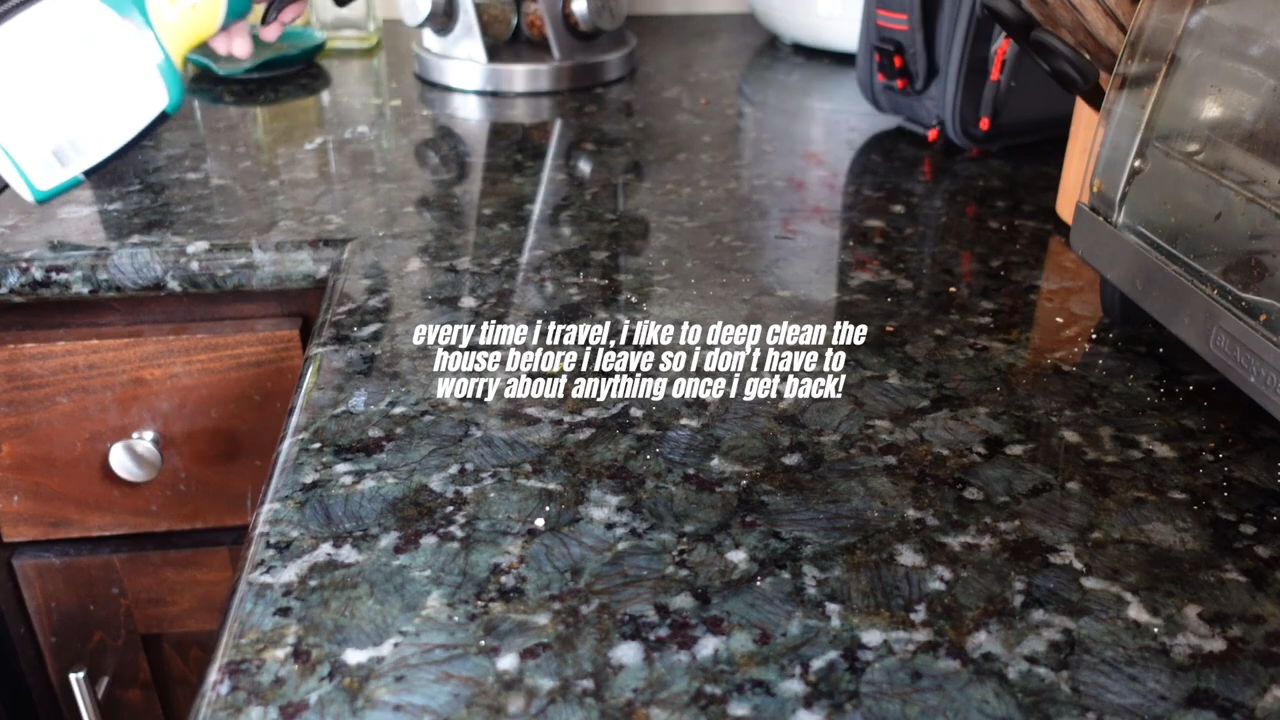 every time i travel, i like to deep clean the
house before i leave so i don't have to
worry about anything once i get back!
BLACK+D